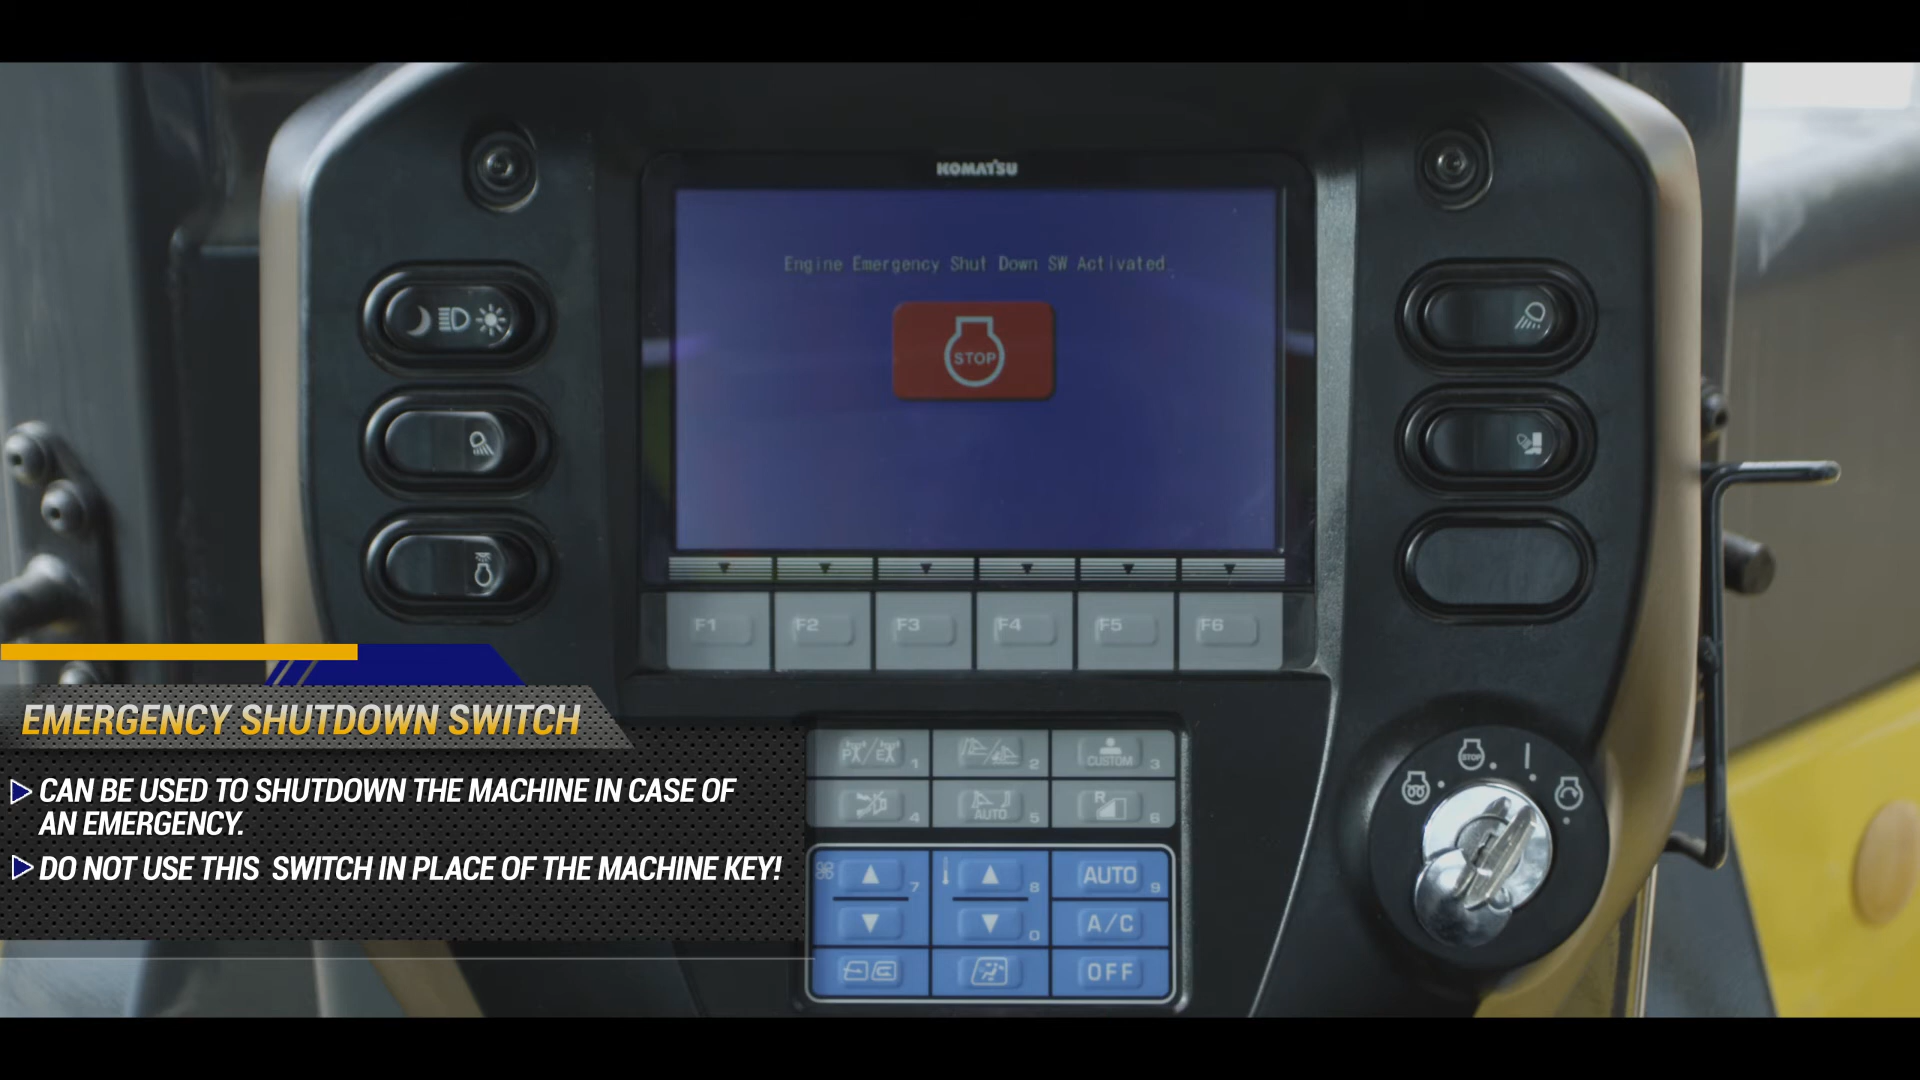 KOMATSU
Engine Emergency Shut Down SW Activated.
STOP
F1 F2 F3 F4 F5 F6
EMERGENCY SHUTDOWN SWITCH
CAN BE USED TO SHUTDOWN THE MACHINE IN CASE OF
AN EMERGENCY.
DO NOT USE THIS SWITCH IN PLACE OF THE MACHINE KEY!
PX/EX 1 2 CUSTOM 3
4 AUTO 5 R 6
7 8 AUTO 9
0 A/C
OFF
STOP